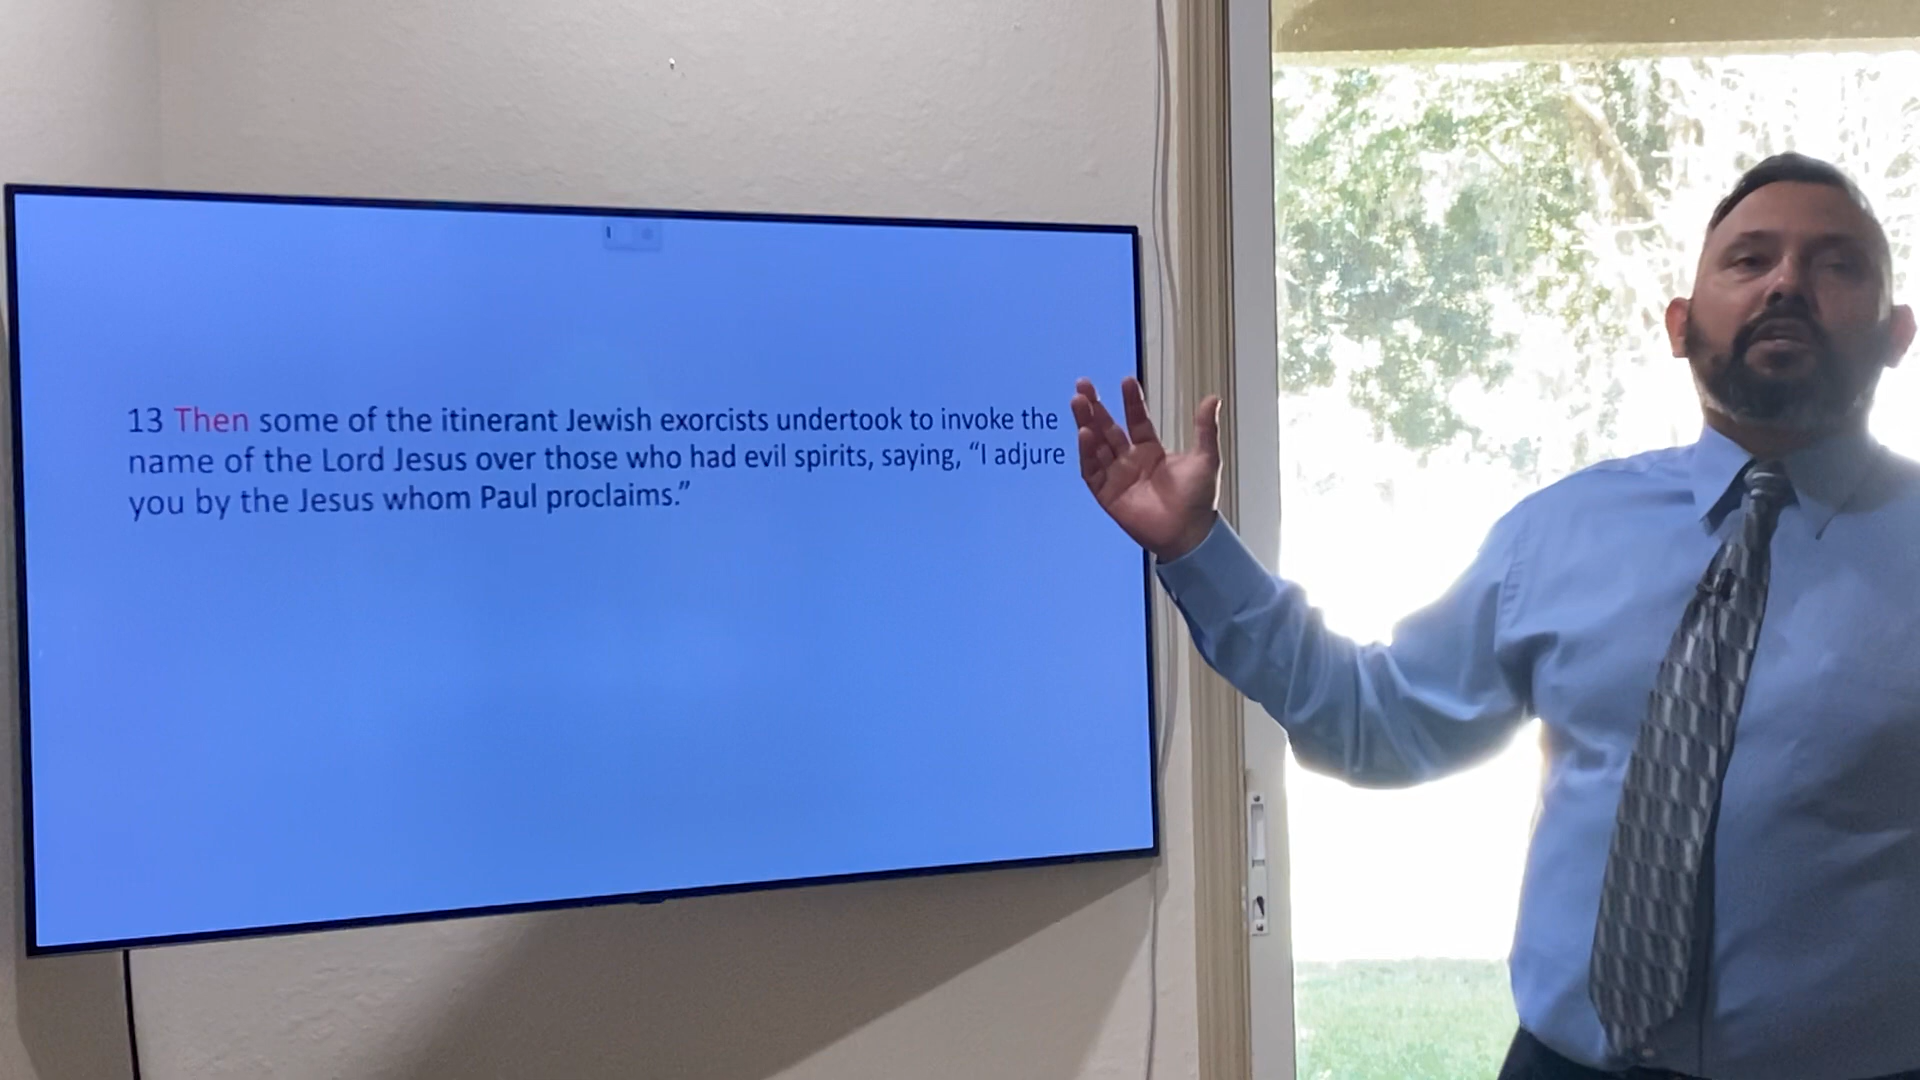 13 Then some of the itinerant Jewish exorcists undertook to invoke the
name of the Lord Jesus over those who had evil spirits, saying, “I adjure
you by the Jesus whom Paul proclaims.”